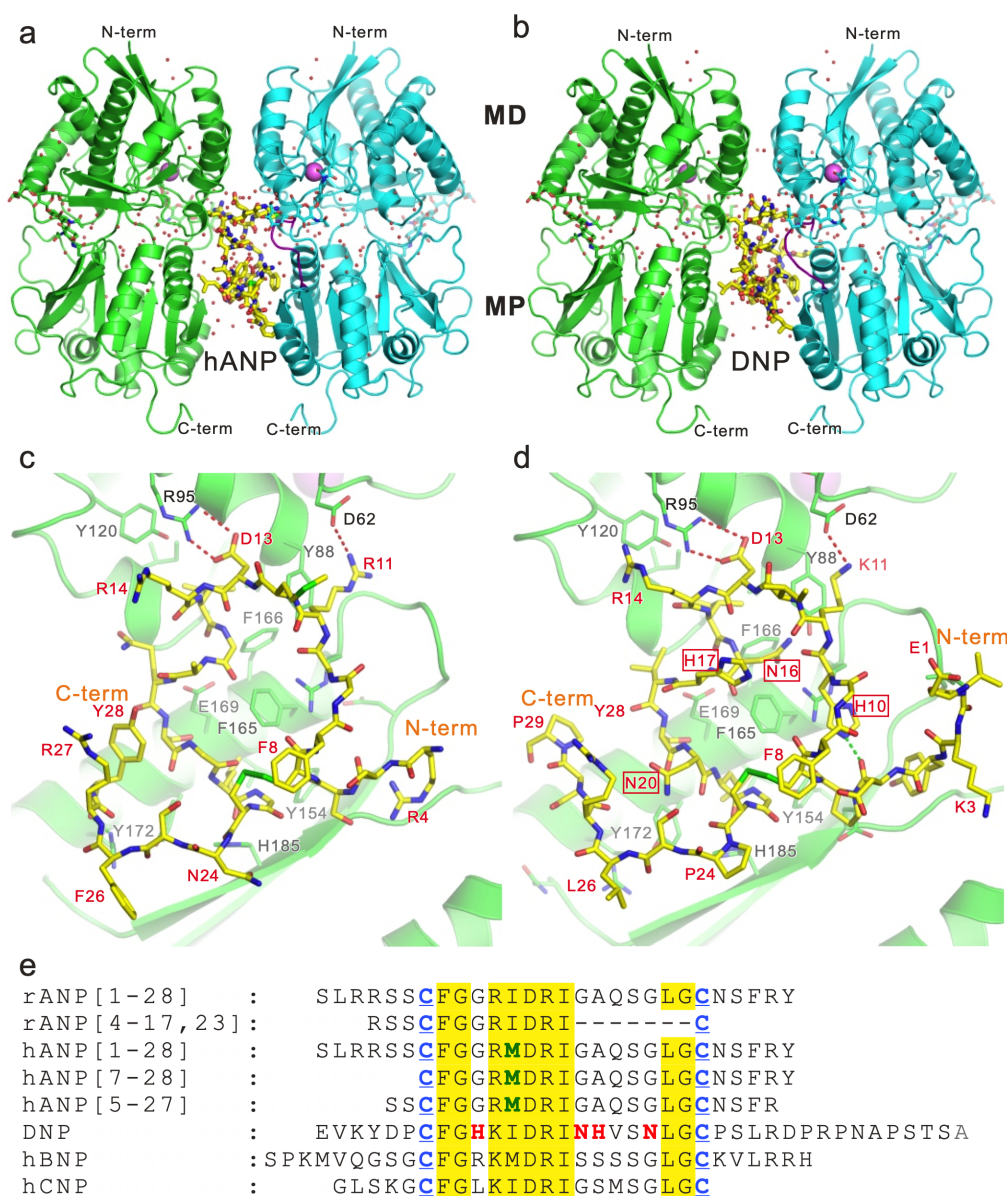 a
N-term
N-term
hANP
C-term
C-term
b
N-term
N-term
MD
MP
DNP
C-term
C-term
c
R95
D62
Y120
D13
Y88
R11
R14
F166
C-term
Y28
E169
F165
N-term
R27
F8
R4
Y154
Y172
H185
N24
F26
d
R95
D62
Y120
D13
Y88
K11
R14
F166
N-term
H17
N16
E1
C-term
P29
Y28
E169
F165
H10
F8
N20
K3
Y154
Y172
H185
L26
P24
e
rANP[1-28] : SLRRSSCFGGRIDRIGAQSGLGCNSFRY
rANP[4-17,23]: RSSCFGGRIDRI-------C
hANP[1-28] : SLRRSSCFGGRMDRIGAQSGLGCNSFRY
hANP[7-28] : CFGGRMDRIGAQSGLGCNSFRY
hANP[5-27] : SSCFGGRMDRIGAQSGLGCNSFR
DNP : EVKYDPCFGHKIDRINHVSNLGCPSLRDPRPNAPSTSA
hBNP : SPKMVQGSGCFGRKMDRISSSSGLGCKVLRRH
hCNP : GLSKGCFGLKIDRIGSMSGLGC